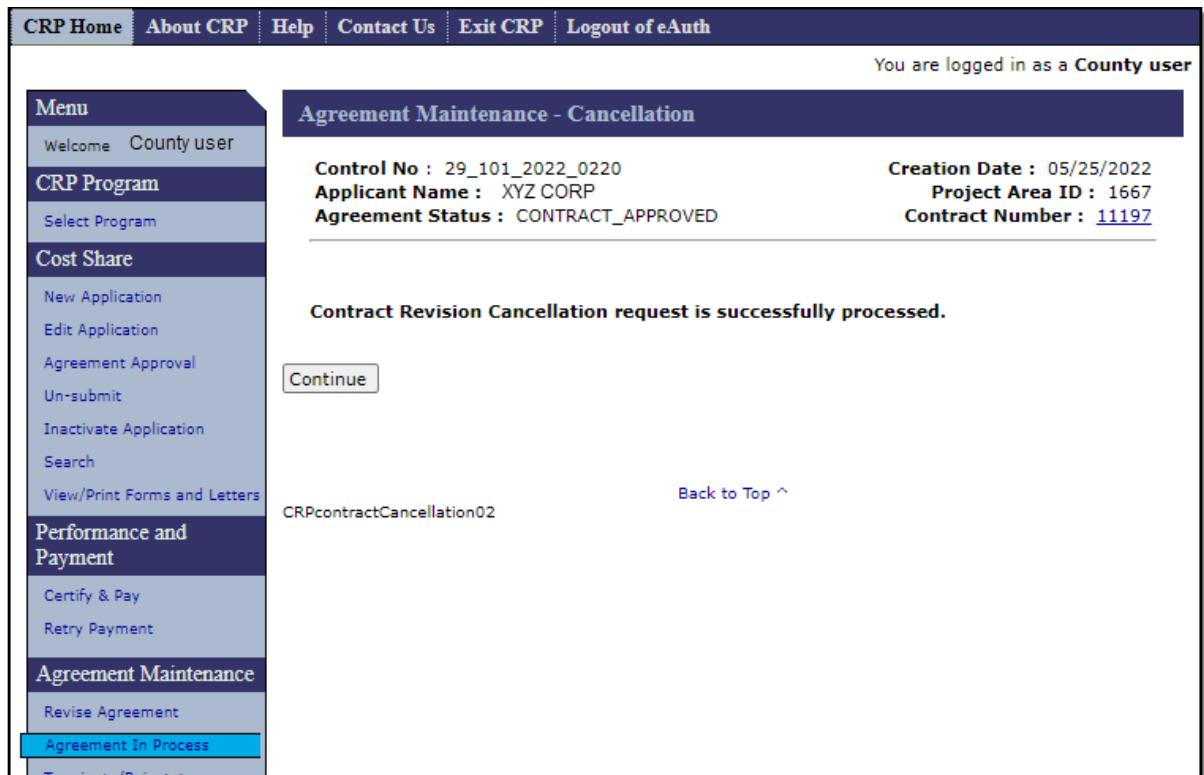 CRP Home About CRP Help Contact Us Exit CRP Logout of eAuth
You are logged in as a County user
Menu
Welcome County user
CRP Program
Select Program
Cost Share
New Application
Edit Application
Agreement Approval
Un-submit
Inactivate Application
Search
View/Print Forms and Letters
Performance and
Payment
Certify & Pay
Retry Payment
Agreement Maintenance
Revise Agreement
Agreement In Process
Agreement Maintenance - Cancellation
Control No : 29_101_2022_0220
Creation Date : 05/25/2022
Applicant Name : XYZ CORP
Project Area ID : 1667
Agreement Status : CONTRACT_APPROVED
Contract Number : 11197
Contract Revision Cancellation request is successfully processed.
Continue
Back to Top ^
CRPcontractCancellation02